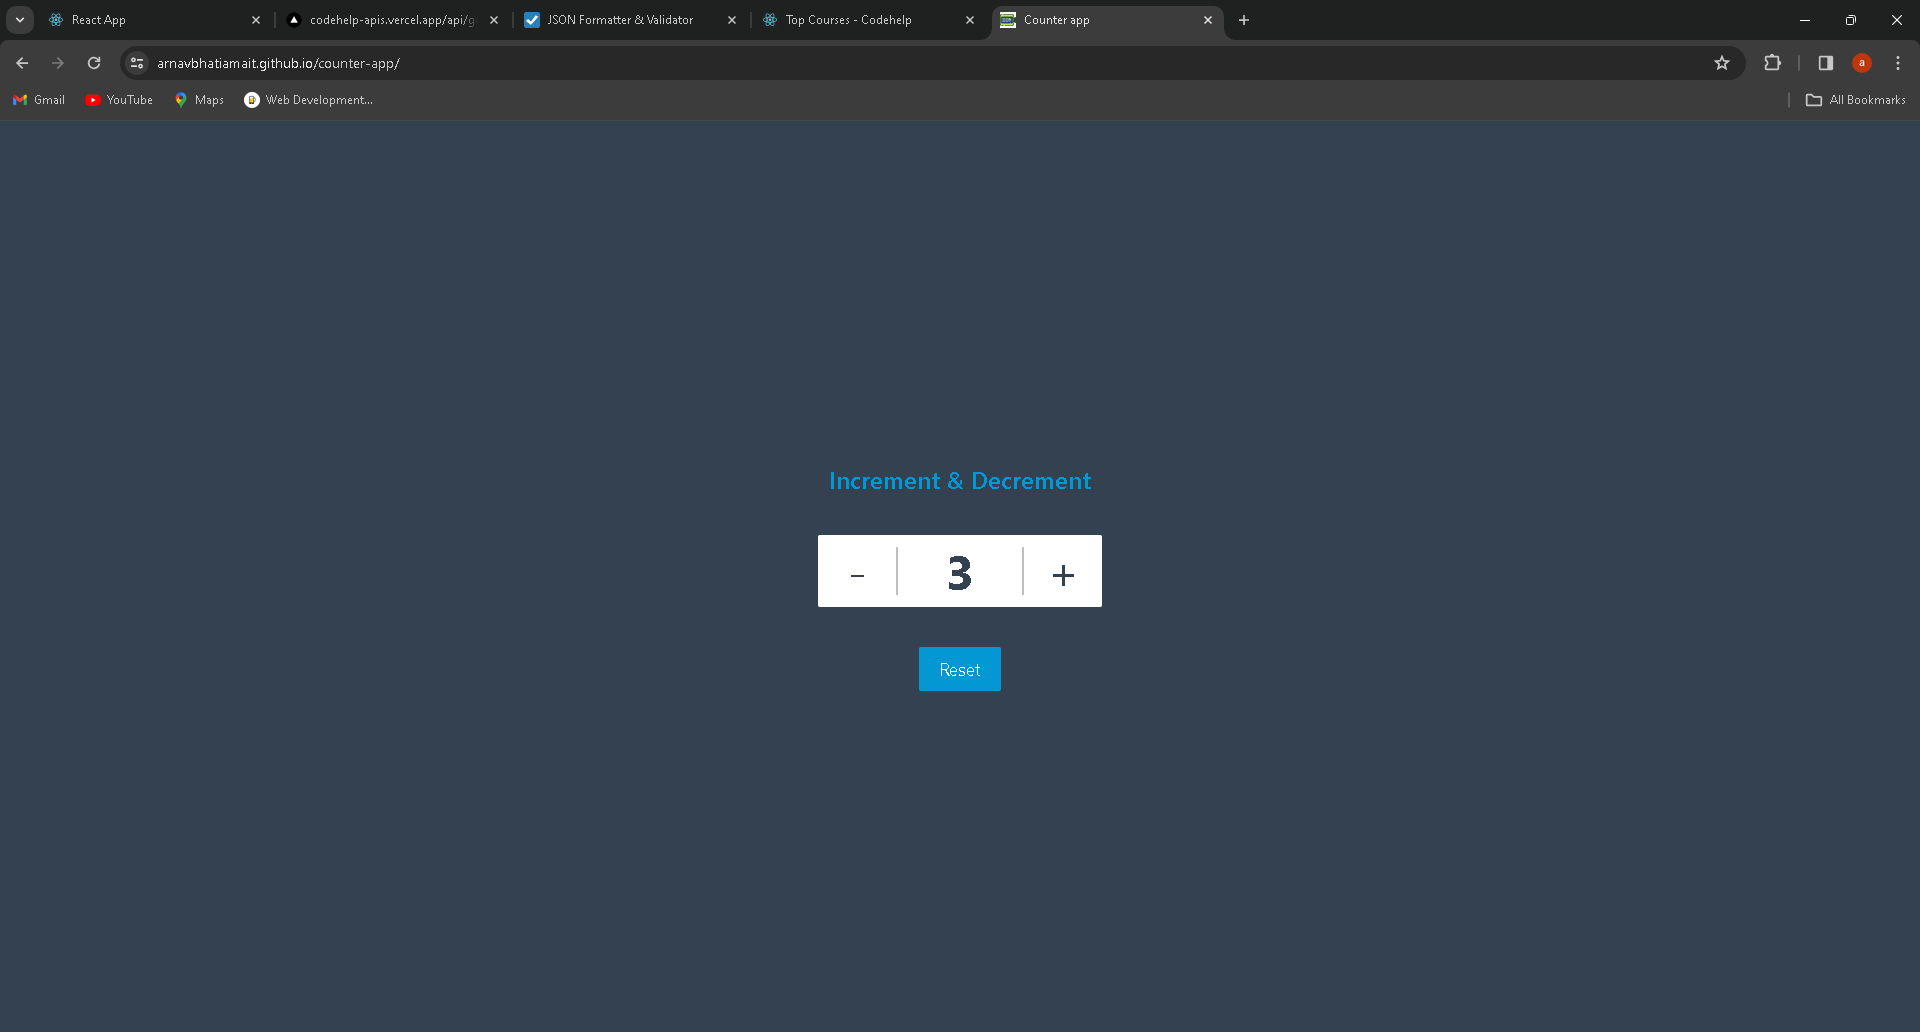 React App
codehelp-apis.vercel.app/api/g
JSON Formatter & Validator
Top Courses - Codehelp
Counter app
arnavbhatiamait.github.io/counter-app/
a
Gmail
YouTube
Maps
Web Development...
All Bookmarks
Increment & Decrement
- 3 +
Reset